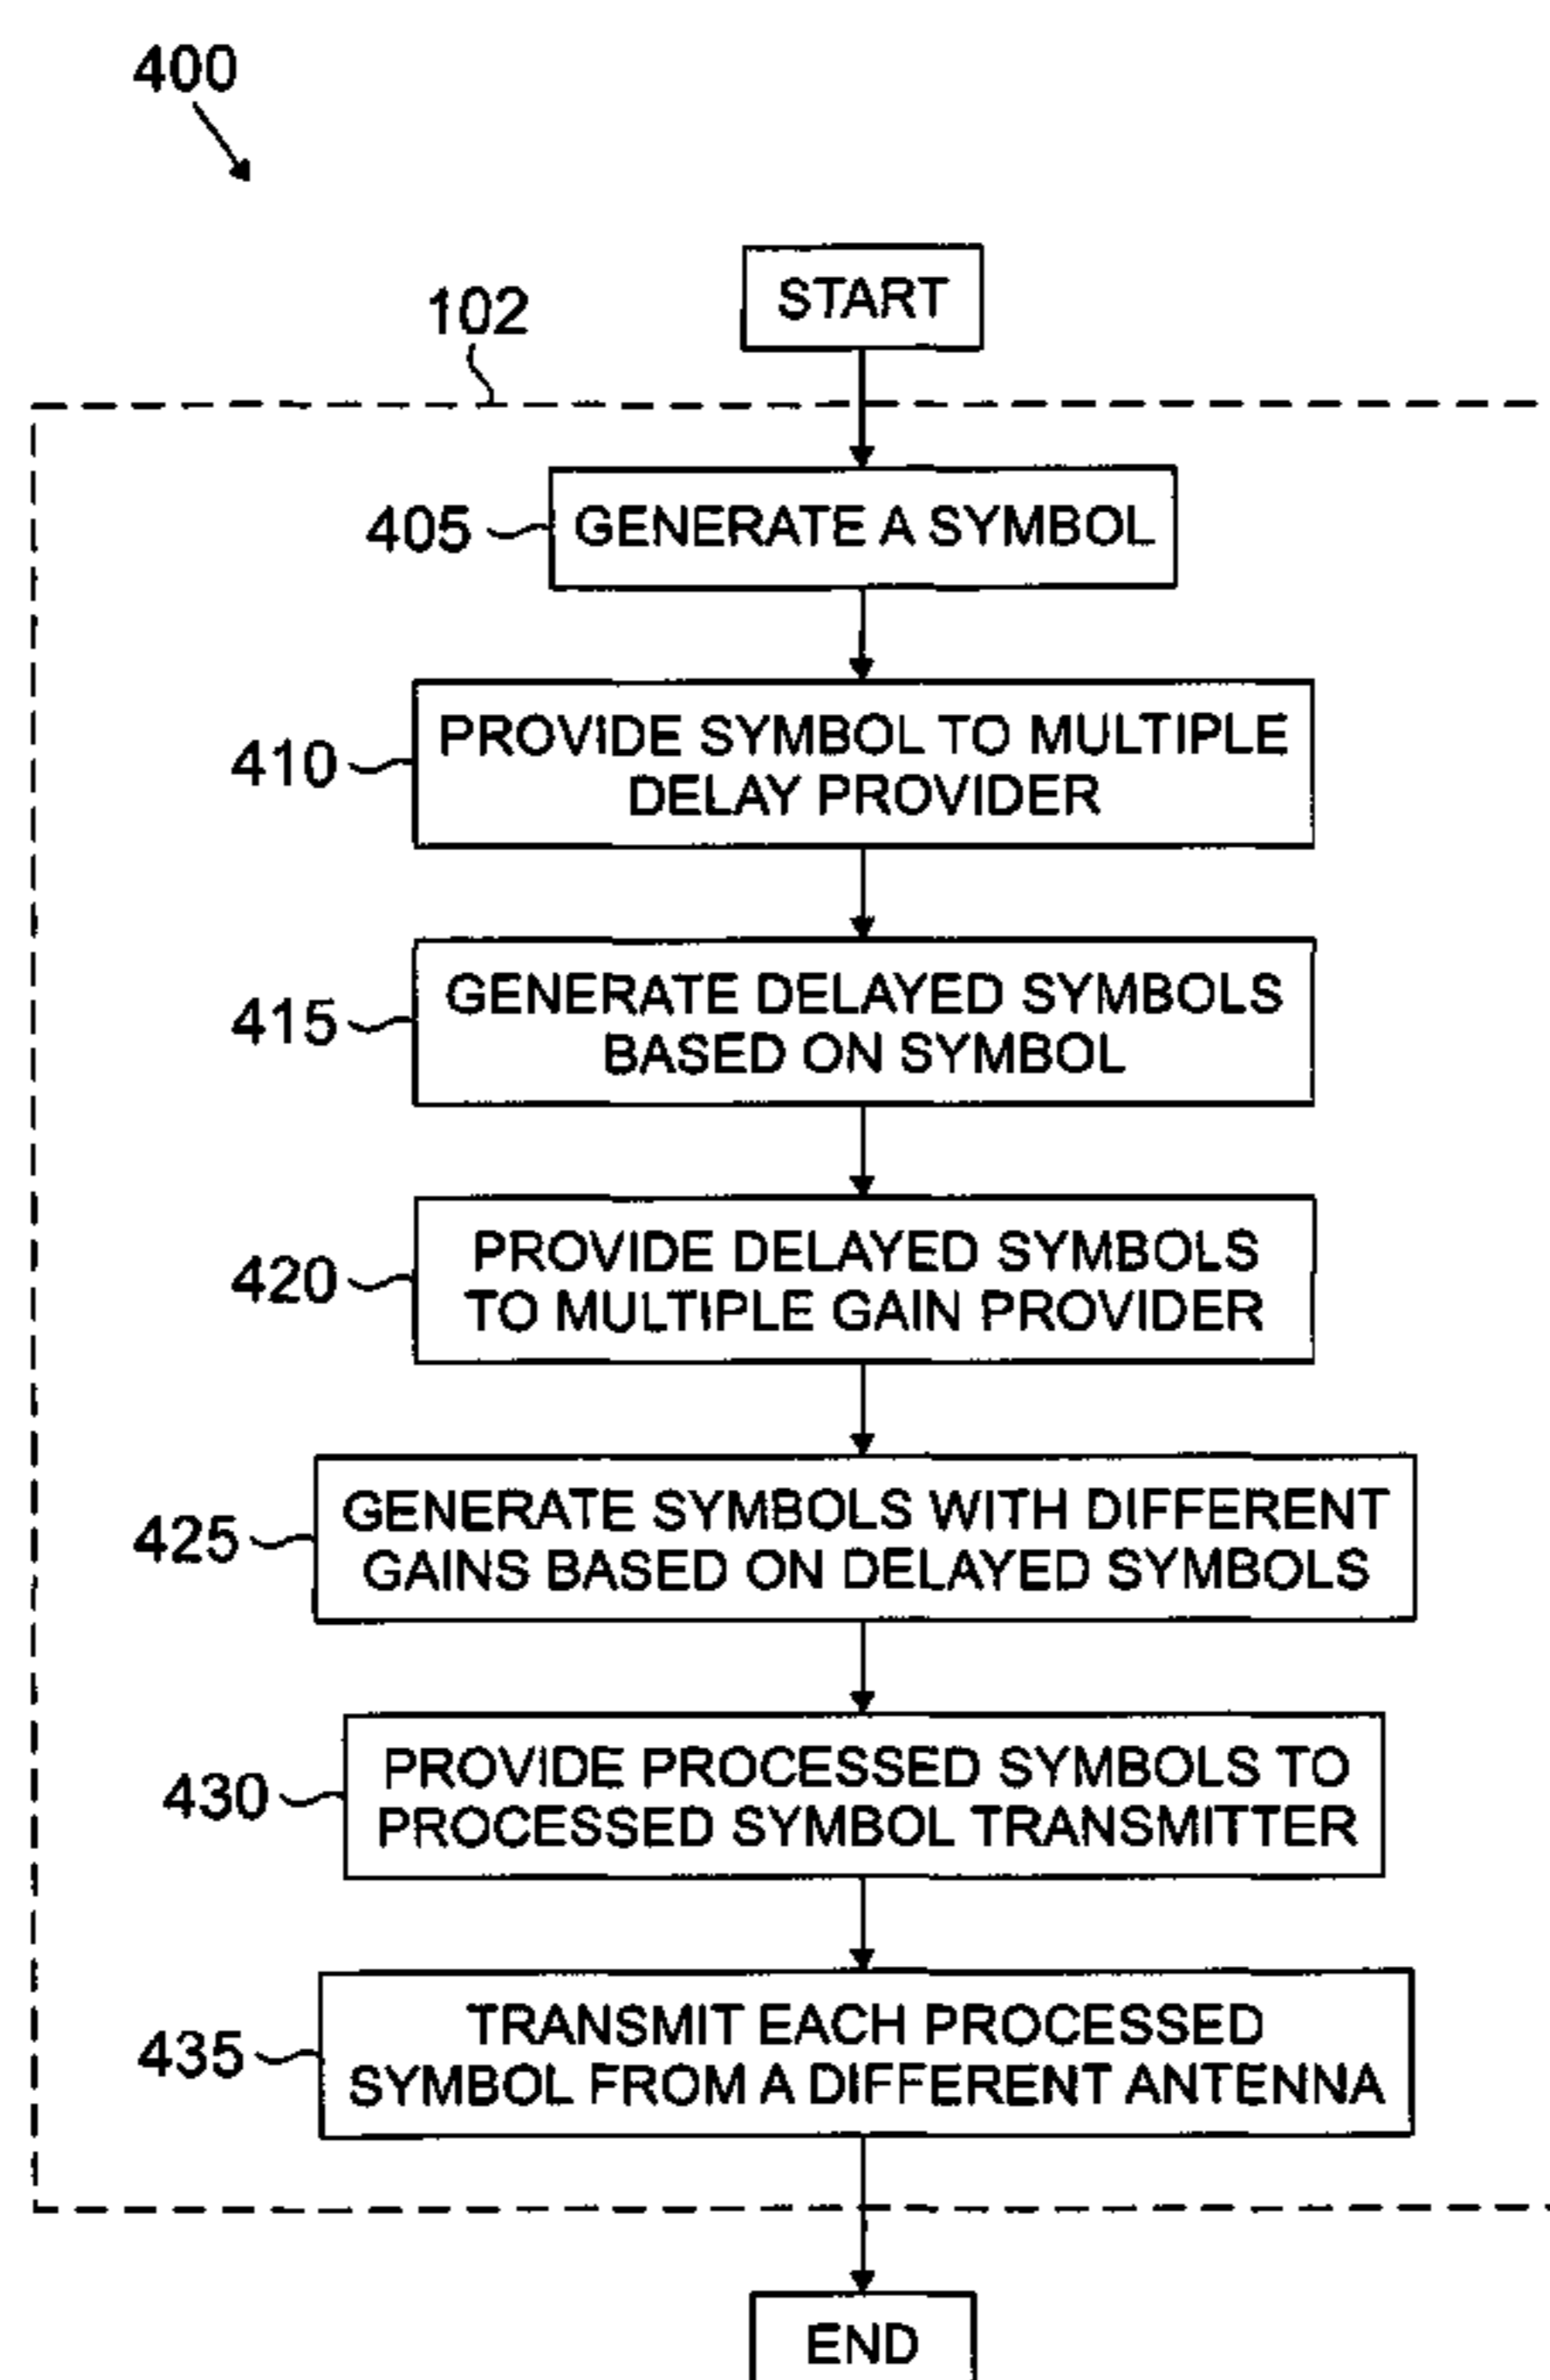 400
START
102
405
GENERATE A SYMBOL
410
PROVIDE SYMBOL TO MULTIPLE
DELAY PROVIDER
415
GENERATE DELAYED SYMBOLS
BASED ON SYMBOL
420
PROVIDE DELAYED SYMBOLS
TO MULTIPLE GAIN PROVIDER
425
GENERATE SYMBOLS WITH DIFFERENT
GAINS BASED ON DELAYED SYMBOLS
430
PROVIDE PROCESSED SYMBOLS TO
PROCESSED SYMBOL TRANSMITTER
435
TRANSMIT EACH PROCESSED
SYMBOL FROM A DIFFERENT ANTENNA
END